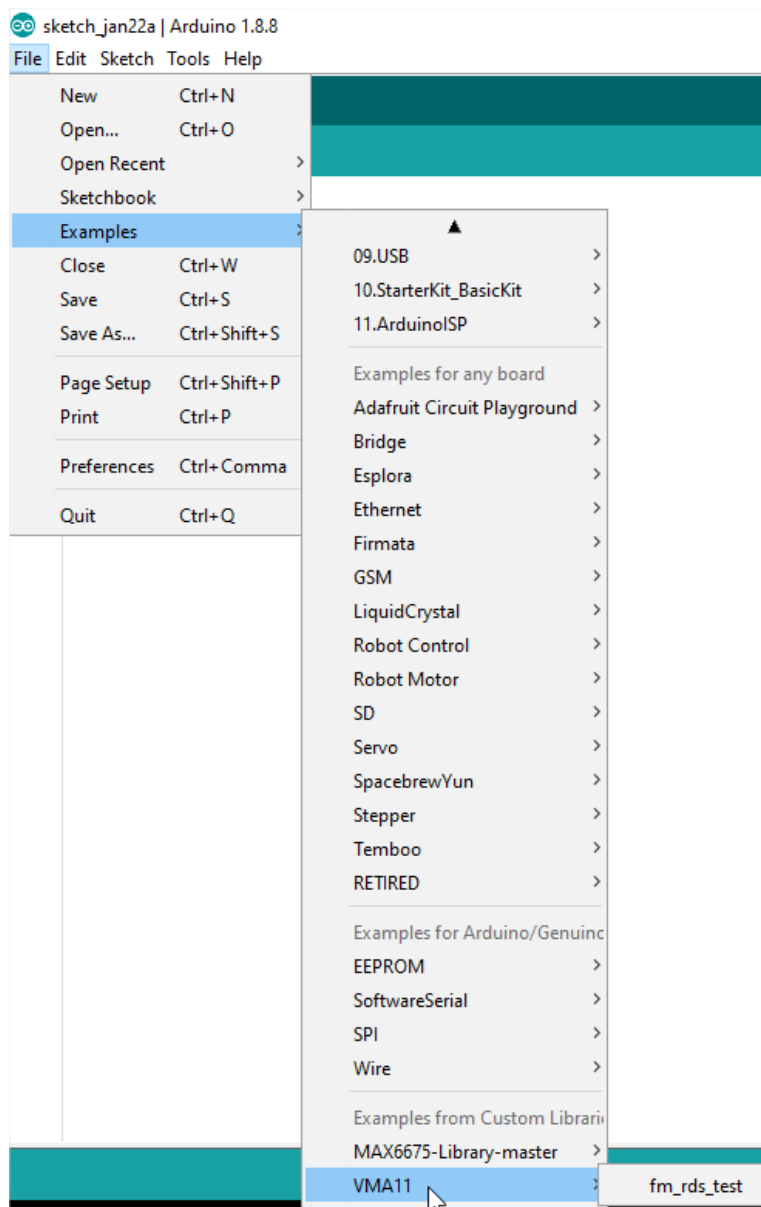 sketch_jan22a | Arduino 1.8.8
File Edit Sketch Tools Help
New Ctrl+N
Open... Ctrl+O
Open Recent
Sketchbook
Examples
Close Ctrl+W
Save Ctrl+S
Save As... Ctrl+Shift+S
Page Setup Ctrl+Shift+P
Print Ctrl+P
Preferences Ctrl+Comma
Quit Ctrl+Q
09.USB
10.StarterKit_BasicKit
11.ArduinoISP
Examples for any board
Adafruit Circuit Playground
Bridge
Esplora
Ethernet
Firmata
GSM
LiquidCrystal
Robot Control
Robot Motor
SD
Servo
SpacebrewYun
Stepper
Temboo
RETIRED
Examples for Arduino/Genuinc
EEPROM
SoftwareSerial
SPI
Wire
Examples from Custom Librari
MAX6675-Library-master
VMA11
fm_rds_test